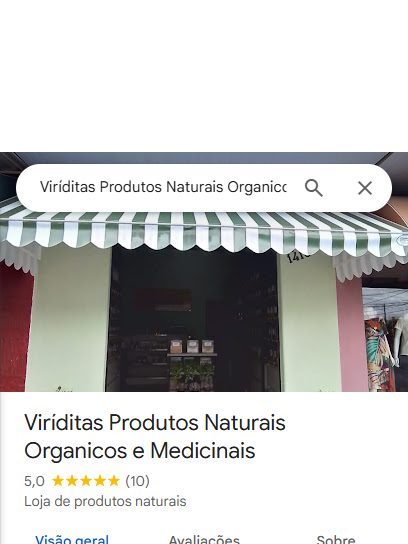 Viríditas Produtos Naturais Organico
Viríditas Produtos Naturais
Organicos e Medicinais
5,0 (10)
Loja de produtos naturais
Visão geral Avaliações Sobre